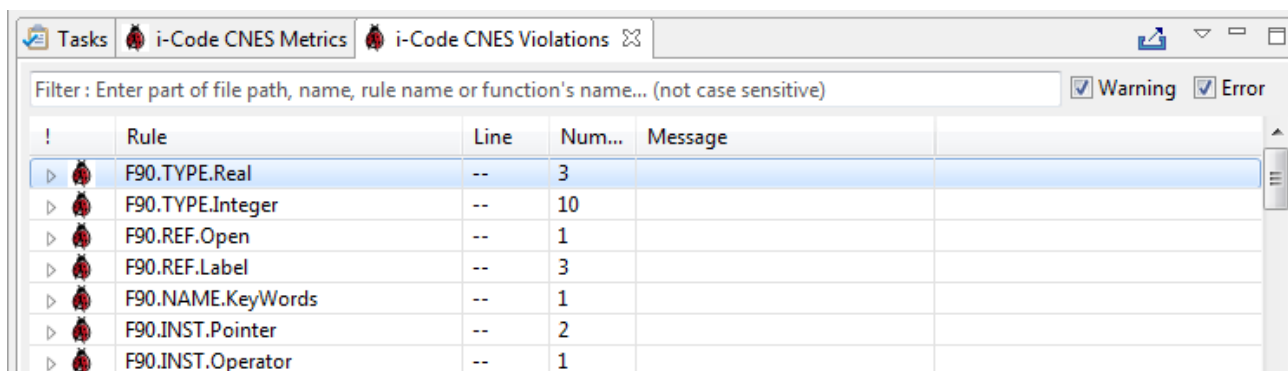 Tasks i-Code CNES Metrics i-Code CNES Violations
Filter : Enter part of file path, name, rule name or function's name... (not case sensitive) Warning Error
! Rule Line Num... Message
F90.TYPE.Real -- 3
F90.TYPE.Integer -- 10
F90.REF.Open -- 1
F90.REF.Label -- 3
F90.NAME.KeyWords -- 1
F90.INST.Pointer -- 2
F90.INST.Operator -- 1